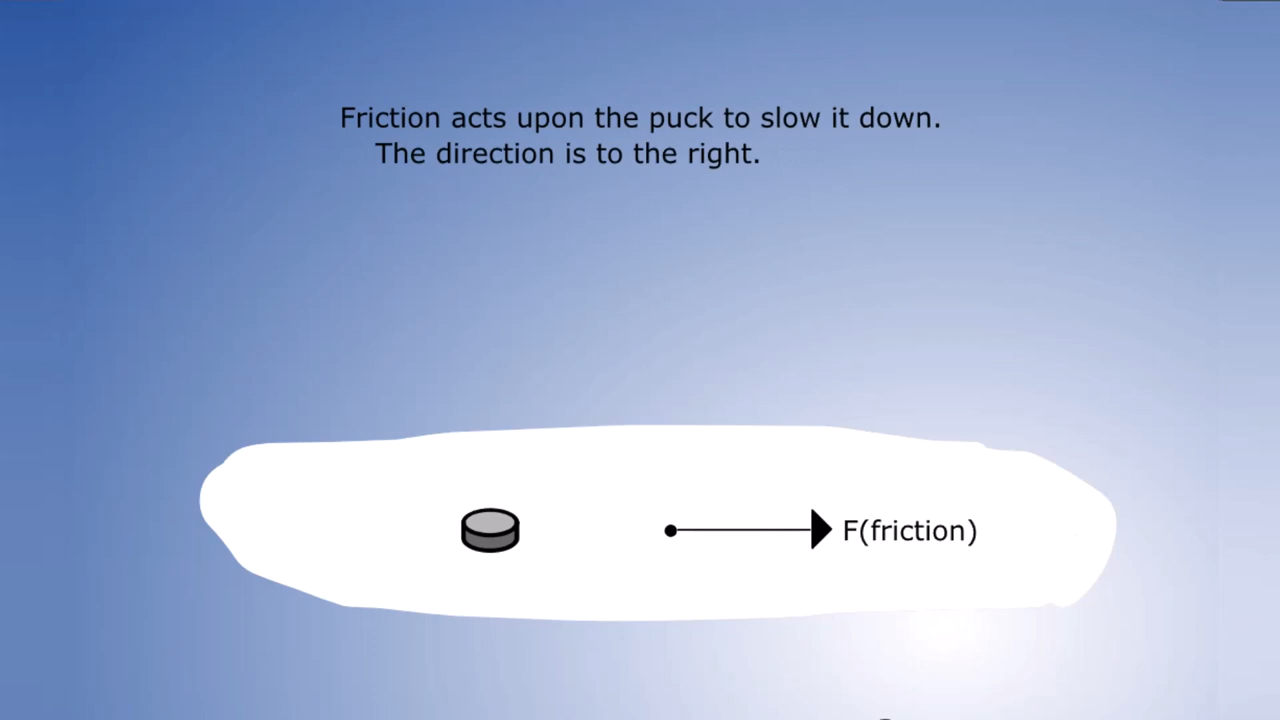 Friction acts upon the puck to slow it down.
The direction is to the right.
F(friction)